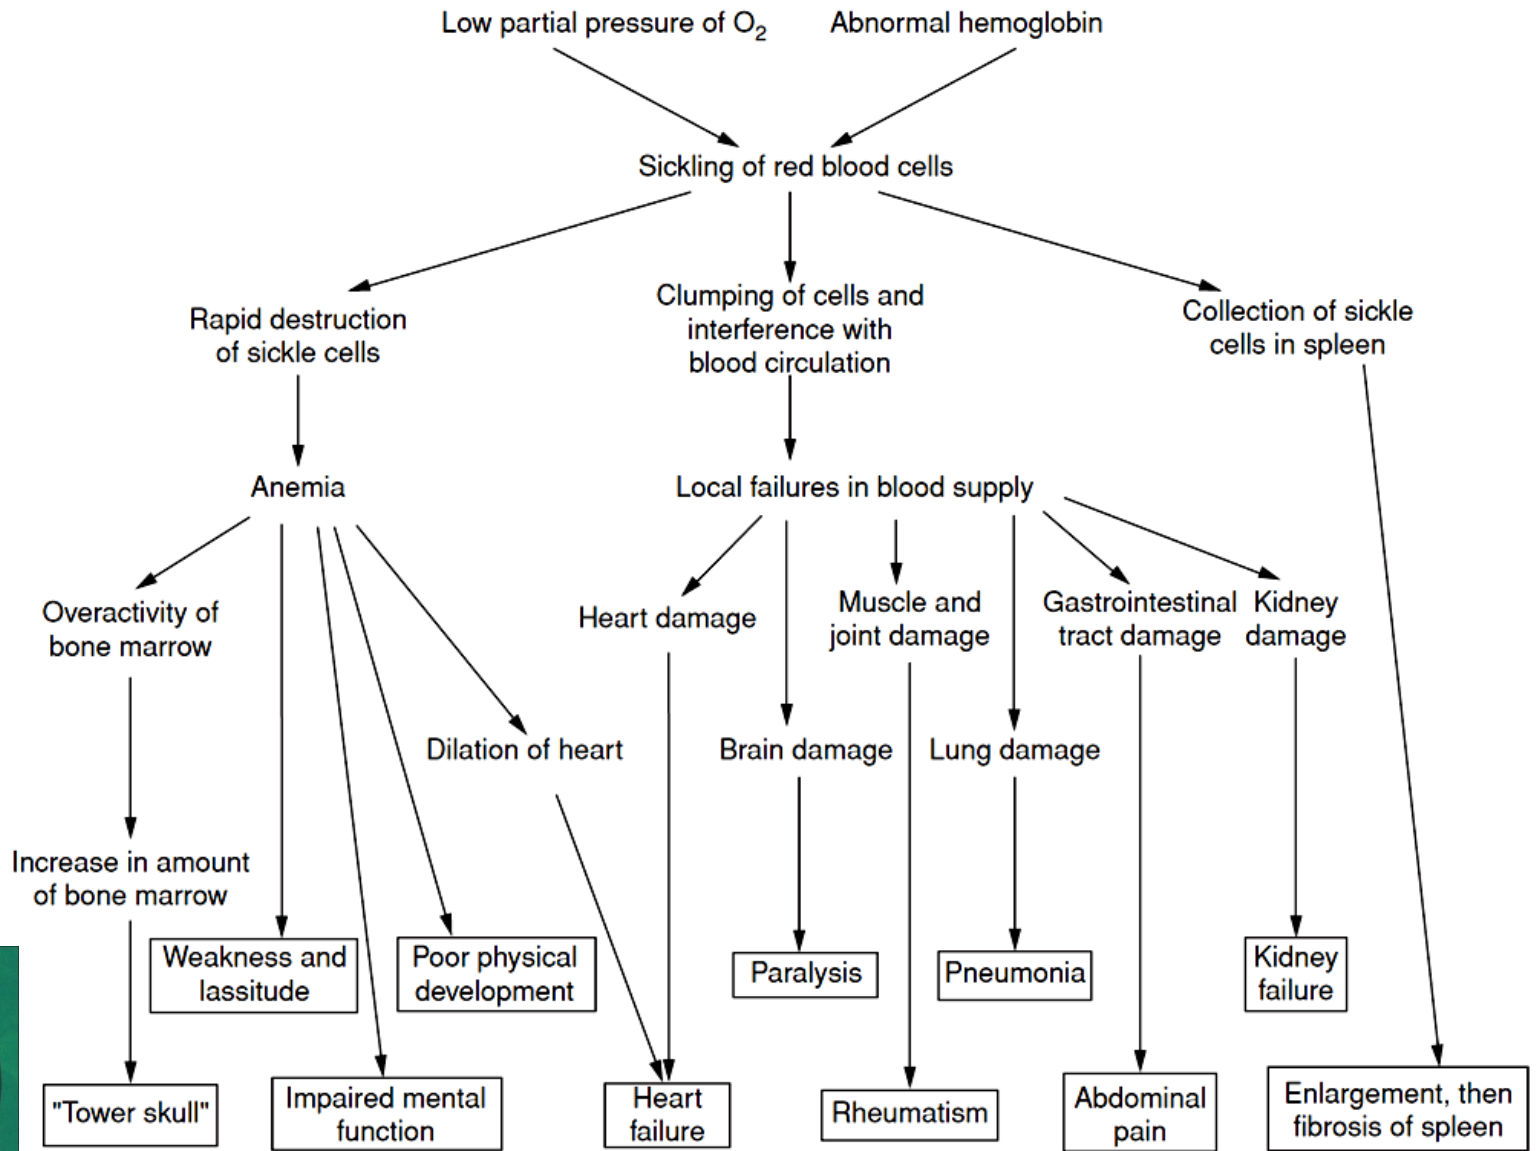 Low partial pressure of O₂
Abnormal hemoglobin
Sickling of red blood cells
Rapid destruction
of sickle cells
Clumping of cells and
interference with
blood circulation
Collection of sickle
cells in spleen
Anemia
Local failures in blood supply
Overactivity of
bone marrow
Heart damage
Muscle and
joint damage
Gastrointestinal
tract damage
Kidney
damage
Dilation of heart
Brain damage
Lung damage
Increase in amount
of bone marrow
Weakness and
lassitude
Poor physical
development
Paralysis
Pneumonia
Kidney
failure
"Tower skull"
Impaired mental
function
Heart
failure
Rheumatism
Abdominal
pain
Enlargement, then
fibrosis of spleen